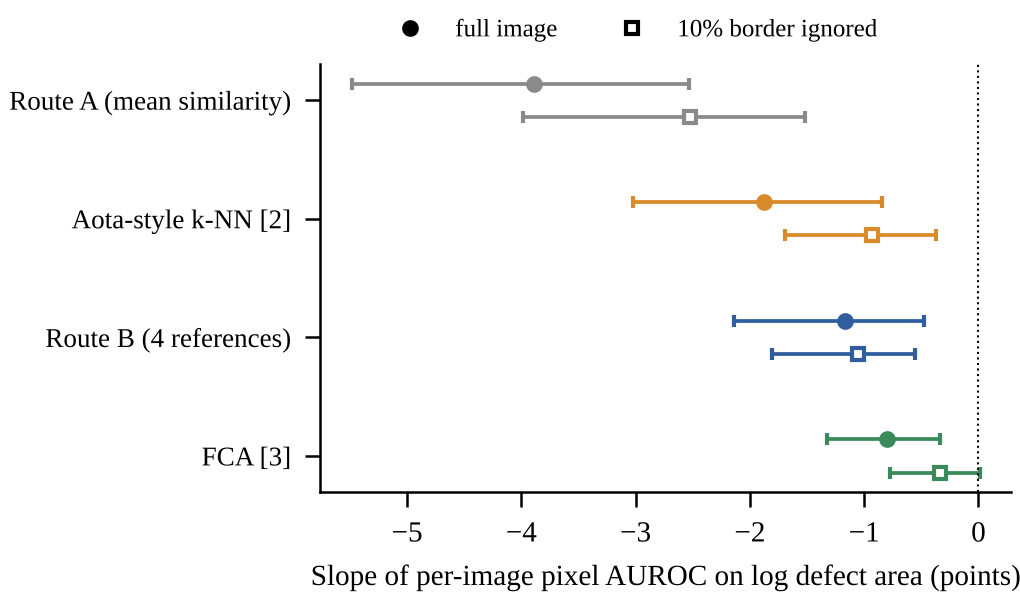 full image
10% border ignored
Route A (mean similarity)
Aota-style k-NN [2]
Route B (4 references)
FCA [3]
−5 −4 −3 −2 −1 0
Slope of per-image pixel AUROC on log defect area (points)